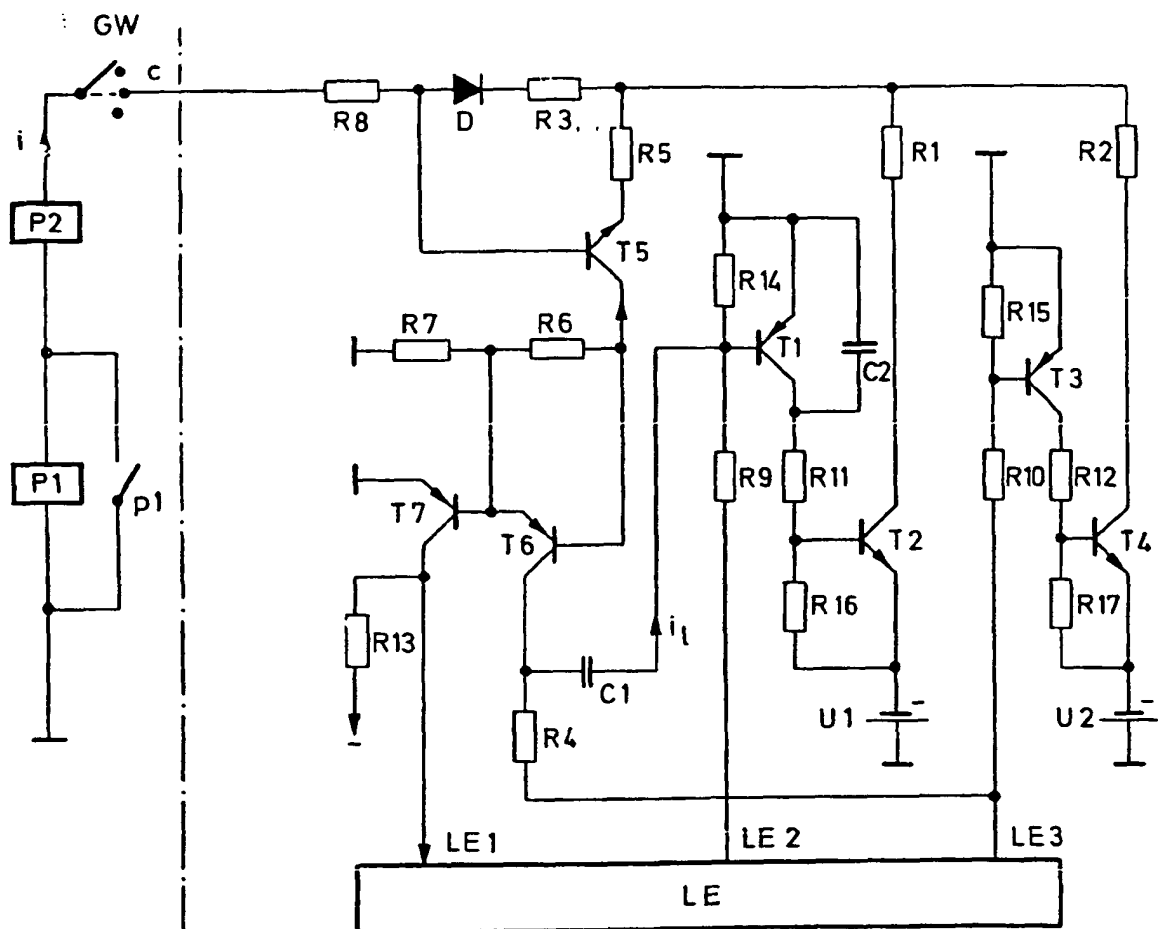 GW
c
i
R8
D
R3
R5
R1
R2
P2
T5
R14
R15
R7
R6
T1
C2
T3
P1
p1
R9
R11
R10
R12
T7
T6
T2
T4
R16
R17
R13
i t
C1
R4
U1
-
U2
-
-
LE1
LE2
LE3
LE